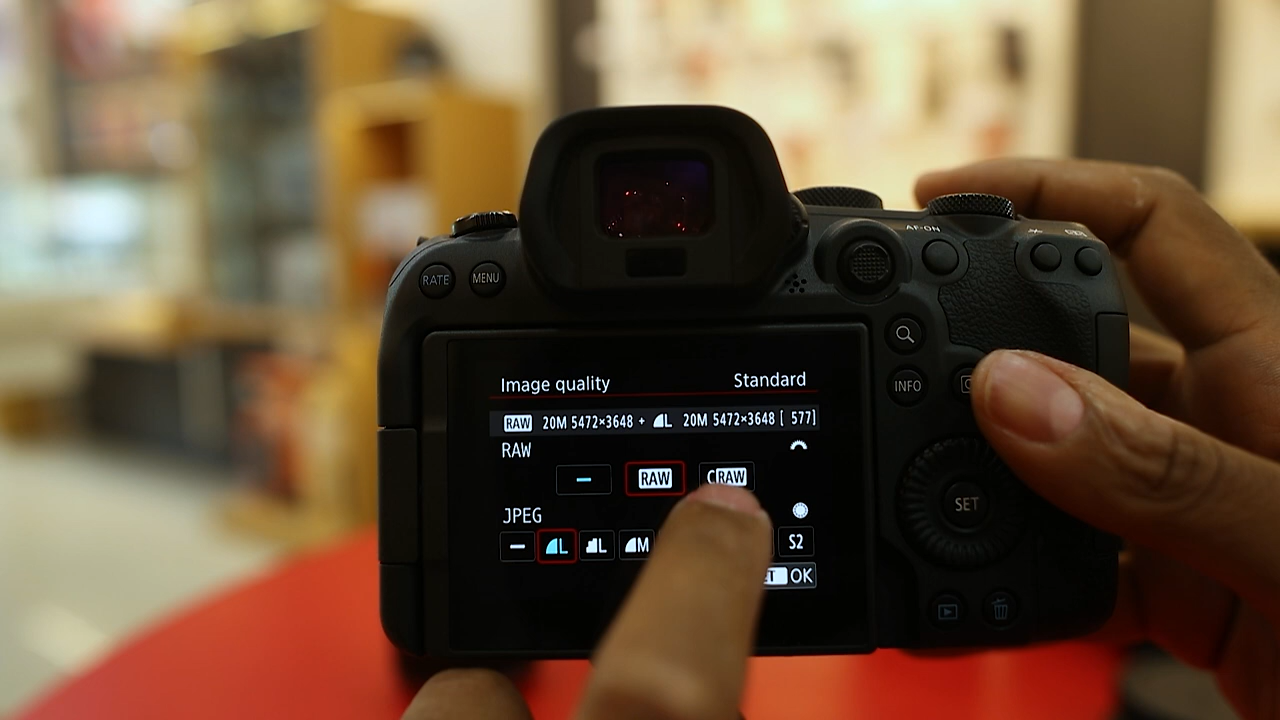 AF-ON
RATE
MENU
INFO
SET
Image quality Standard
RAW 20M 5472×3648 + L 20M 5472×3648 [ 577]
RAW
RAW CRAW
JPEG
L L M S2
OK